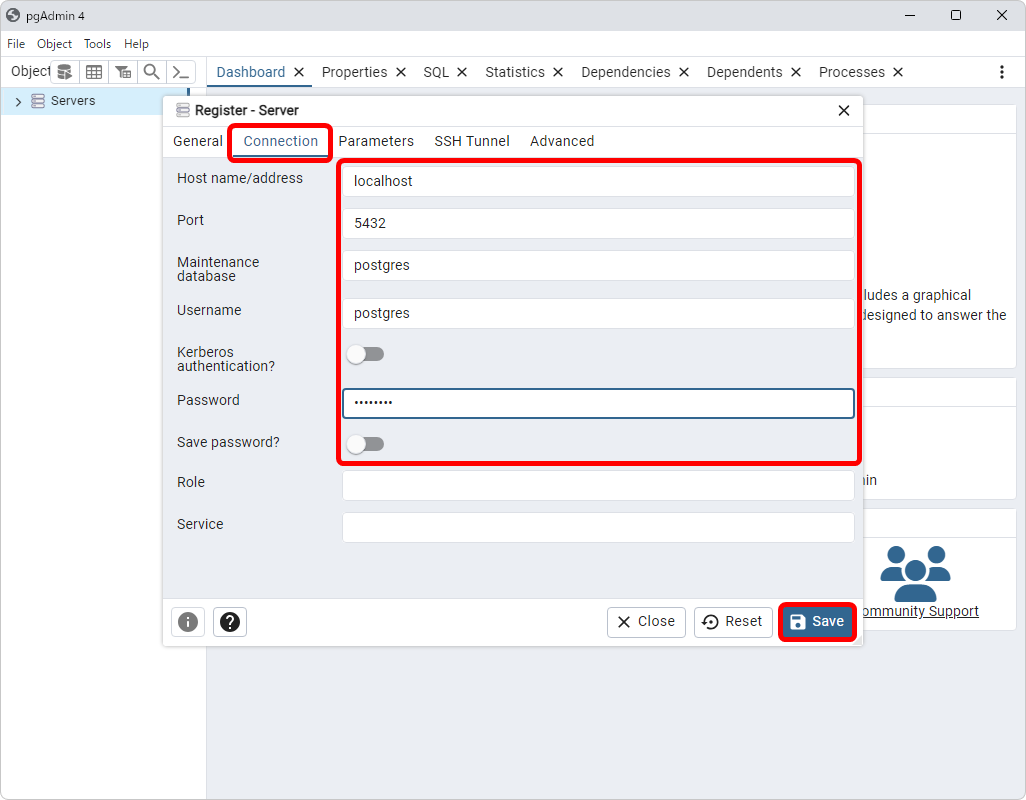 pgAdmin 4
File Object Tools Help
Object
Dashboard Properties SQL Statistics Dependencies Dependents Processes
Servers
Register - Server
General Connection Parameters SSH Tunnel Advanced
Host name/address localhost
Port 5432
Maintenance
database postgres
Username postgres
Kerberos
authentication?
Password ••••••••
Save password?
Role
Service
Close Reset Save
ludes a graphical
designed to answer the
in
ommunity Support